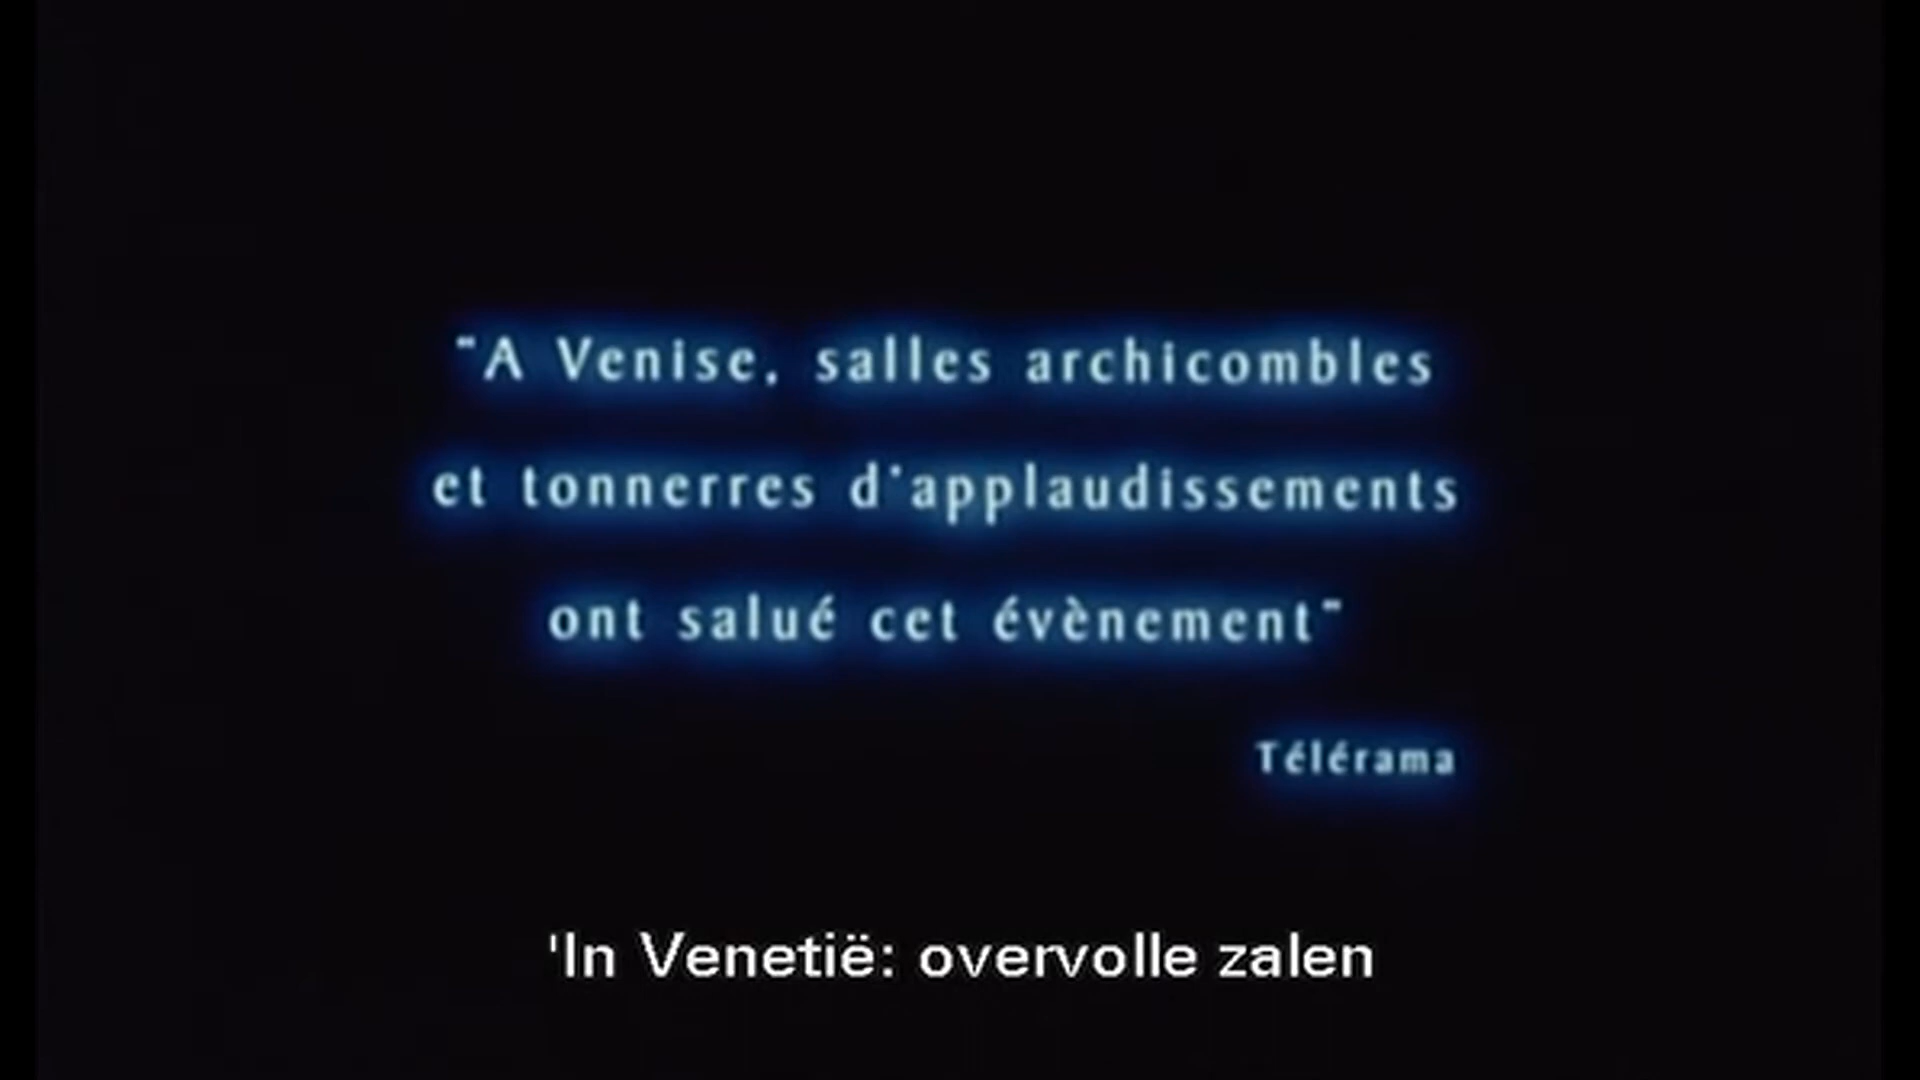 "A Venise, salles archicombles
et tonnerres d'applaudissements
ont salué cet évènement"
Télérama
'In Venetië: overvolle zalen